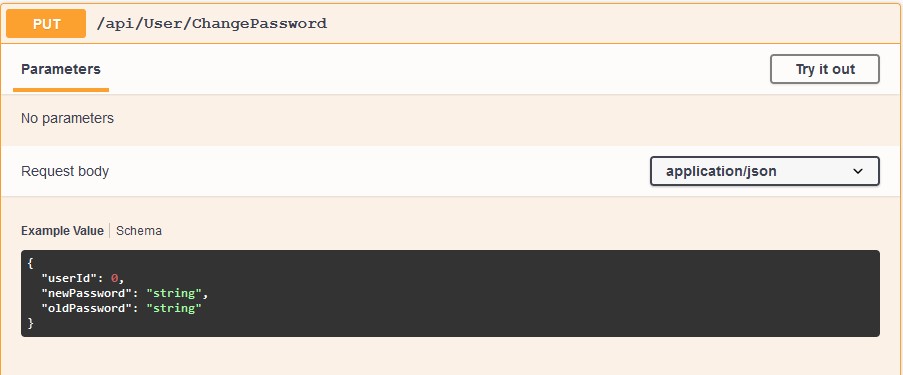 PUT /api/User/ChangePassword
Parameters Try it out
No parameters
Request body application/json
Example Value Schema
{
"userId": 0,
"newPassword": "string",
"oldPassword": "string"
}